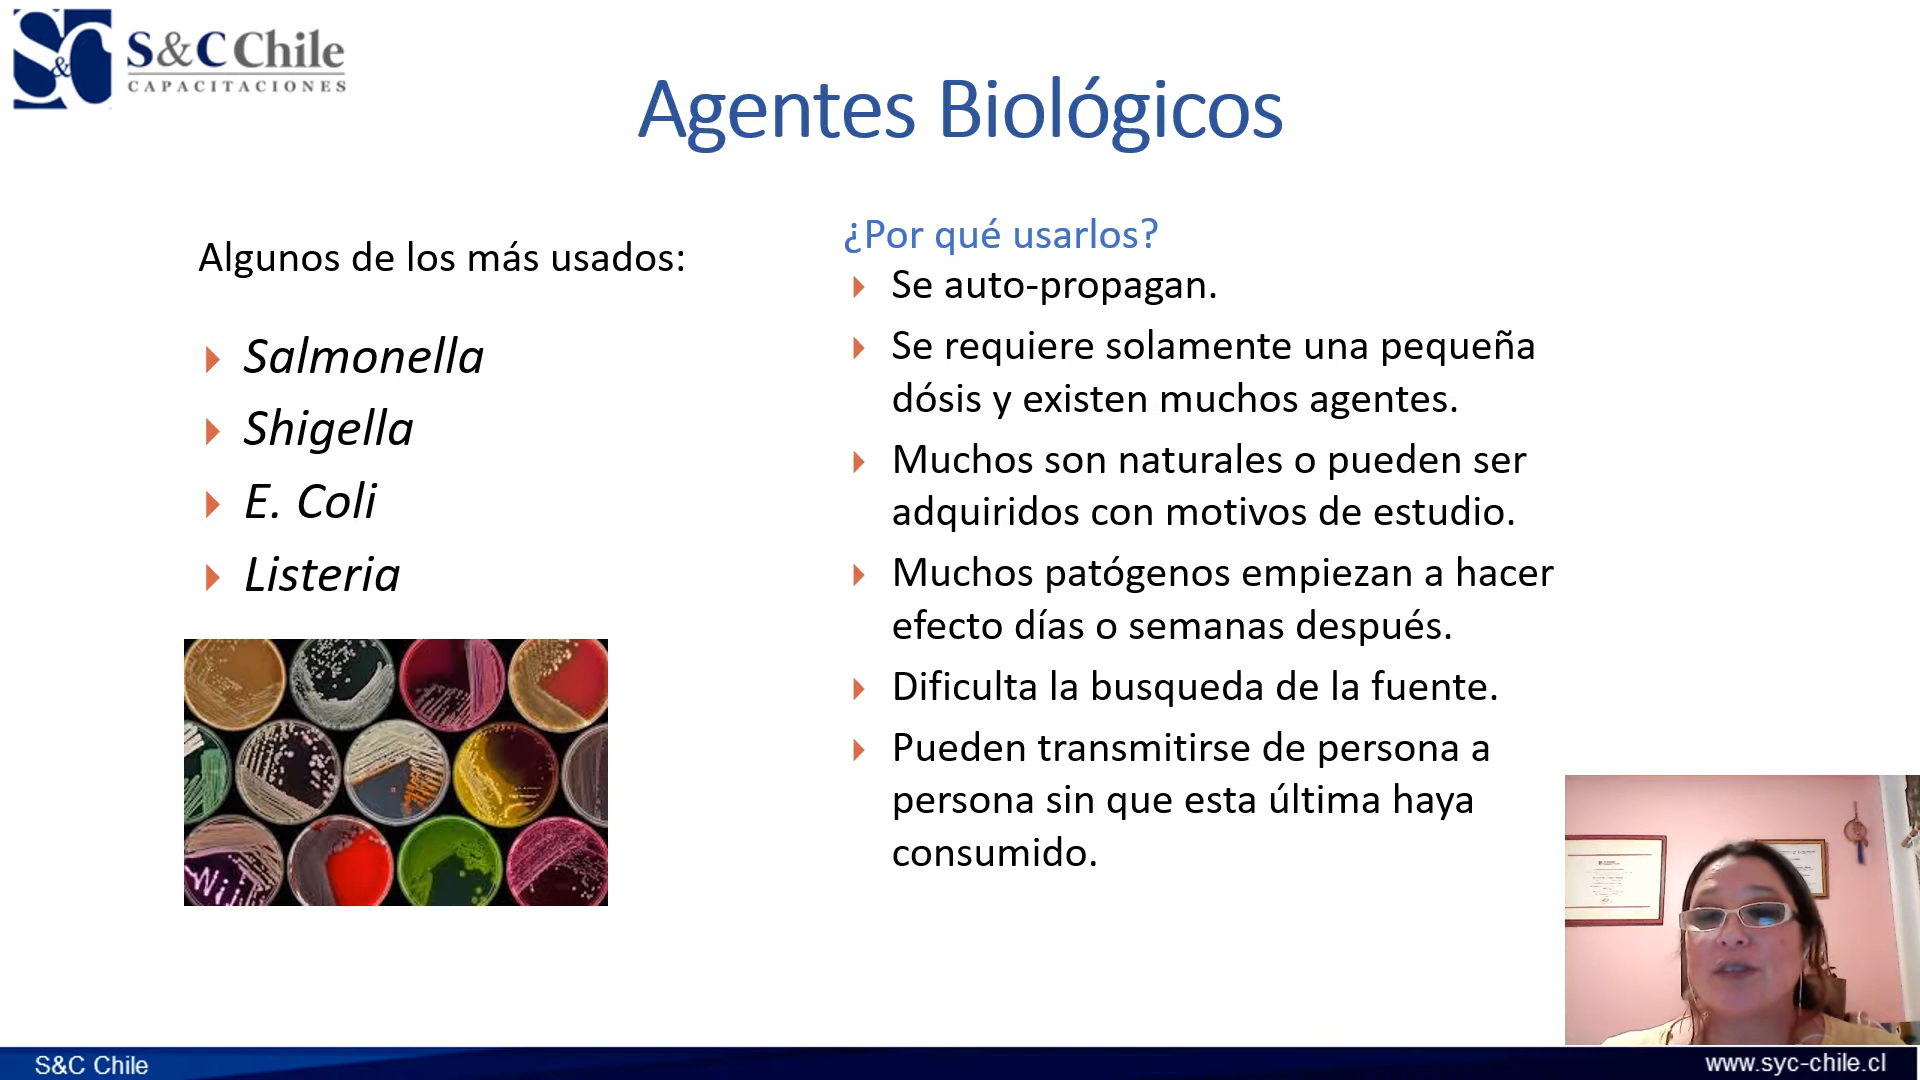 S&C Chile
CAPACITACIONES
Agentes Biológicos
Algunos de los más usados:
Salmonella
Shigella
E. Coli
Listeria
¿Por qué usarlos?
Se auto-propagan.
Se requiere solamente una pequeña
dósis y existen muchos agentes.
Muchos son naturales o pueden ser
adquiridos con motivos de estudio.
Muchos patógenos empiezan a hacer
efecto días o semanas después.
Dificulta la busqueda de la fuente.
Pueden transmitirse de persona a
persona sin que esta última haya
consumido.
S&C Chile
www.syc-chile.cl